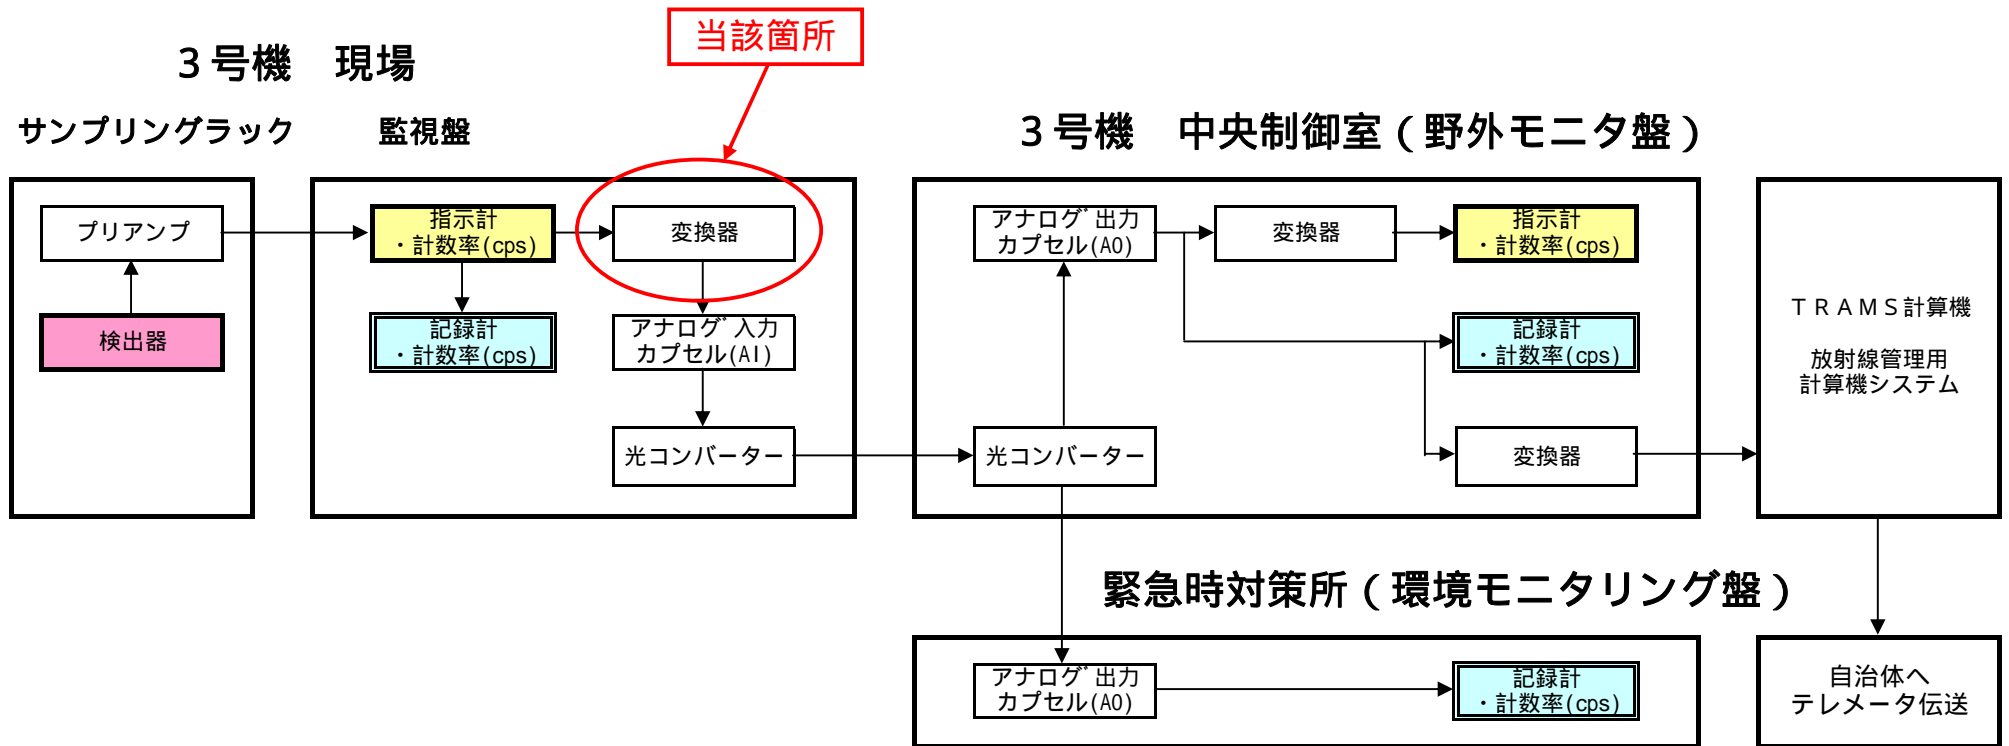 当該箇所
３号機　現場
サンプリングラック　監視盤
３号機　中央制御室（野外モニタ盤）
プリアンプ
検出器
指示計
・計数率(cps)
記録計
・計数率(cps)
変換器
アナログ入力
カプセル(AI)
光コンバーター
アナログ出力
カプセル(AO)
光コンバーター
変換器
指示計
・計数率(cps)
記録計
・計数率(cps)
変換器
ＴＲＡＭＳ計算機
放射線管理用
計算機システム
緊急時対策所（環境モニタリング盤）
アナログ出力
カプセル(AO)
記録計
・計数率(cps)
自治体へ
テレメータ伝送